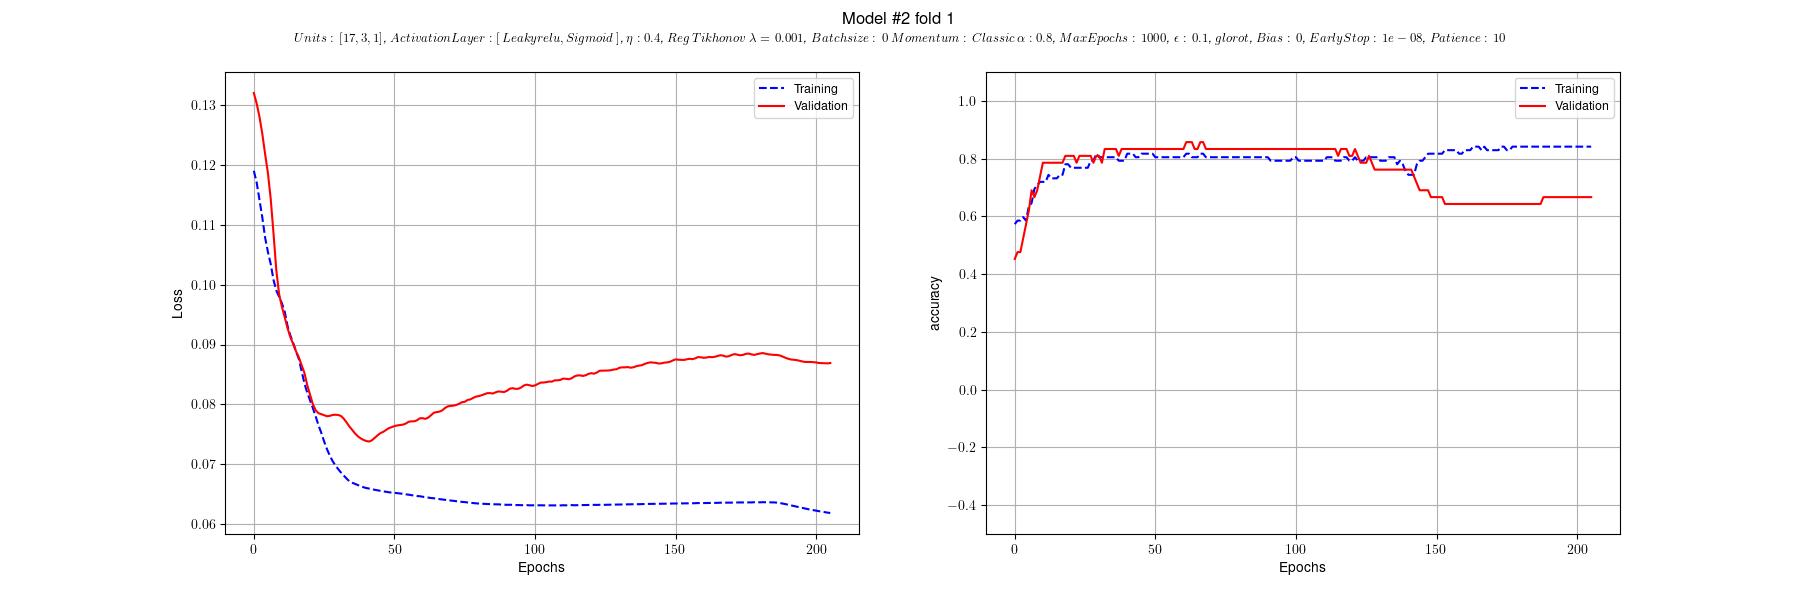 Model #2 fold 1
Units : [17, 3, 1], ActivationLayer : [ Leakyrelu, Sigmoid ], η : 0.4, Reg Tikhonov λ = 0.001, Batchsize : 0 Momentum : Classic α : 0.8, MaxEpochs : 1000, ϵ : 0.1, glorot, Bias : 0, EarlyStop : 1e − 08, Patience : 10
Training
Validation
0.13
0.12
0.11
0.10
0.09
0.08
0.07
0.06
Loss
0 50 100 150 200
Epochs
Training
Validation
1.0
0.8
0.6
0.4
0.2
0.0
−0.2
−0.4
accuracy
0 50 100 150 200
Epochs